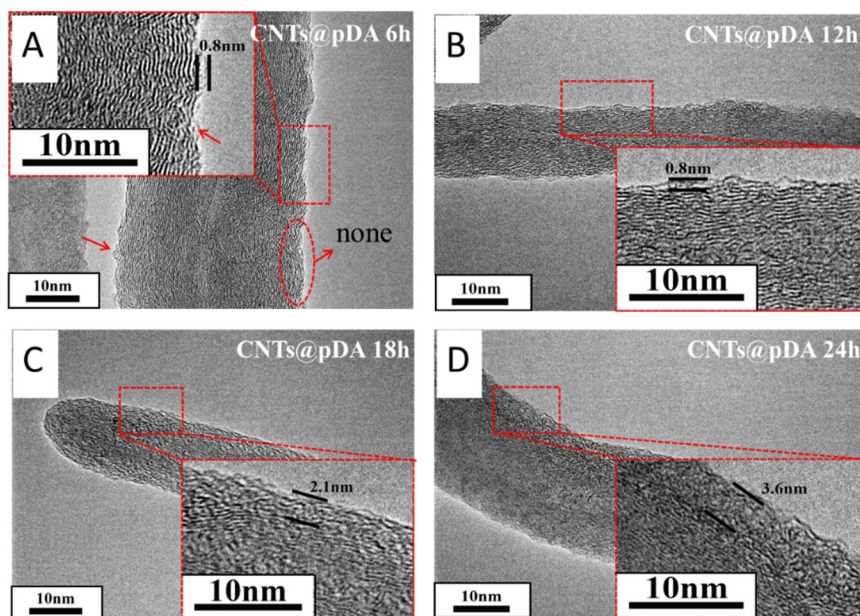 A
CNTs@pDA 6h
0.8nm
10nm
none
10nm
B
CNTs@pDA 12h
0.8nm
10nm
10nm
C
CNTs@pDA 18h
2.1nm
10nm
10nm
D
CNTs@pDA 24h
3.6nm
10nm
10nm